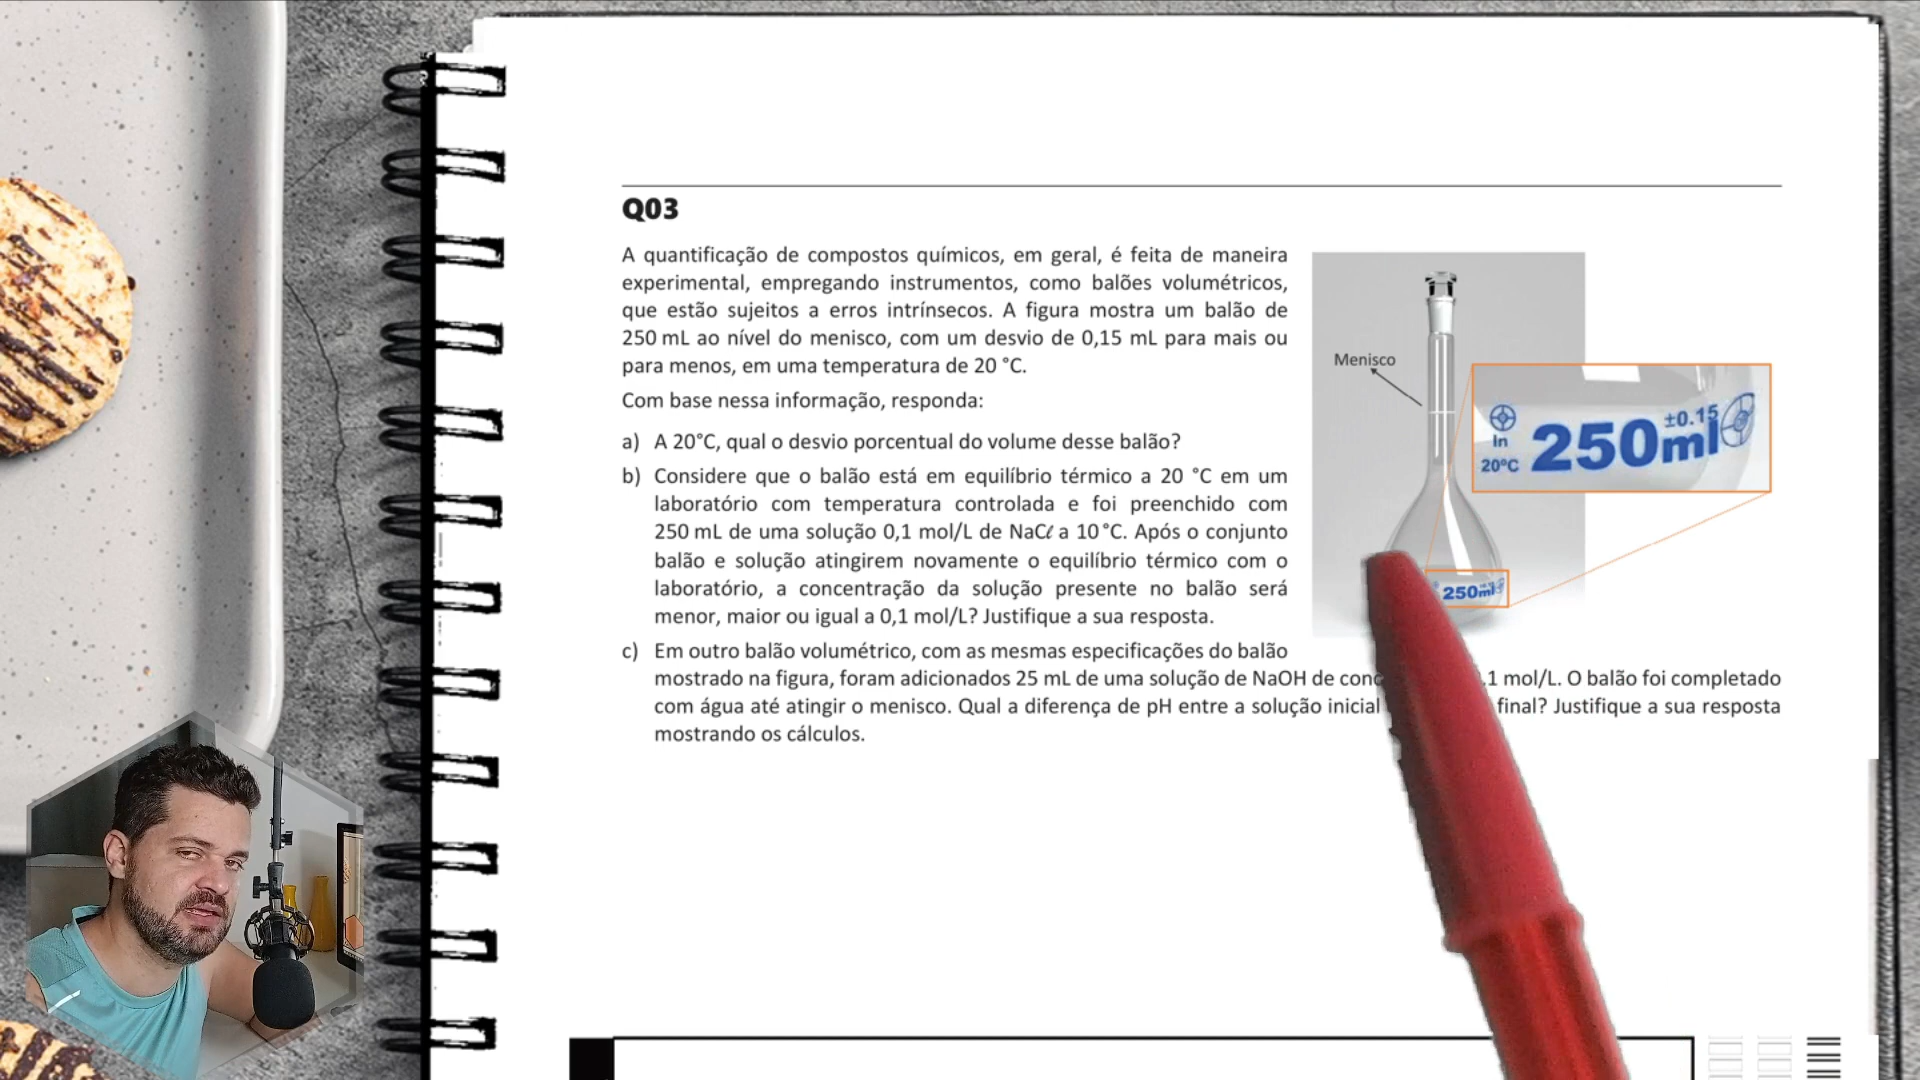 Q03
A quantificação de compostos químicos, em geral, é feita de maneira
experimental, empregando instrumentos, como balões volumétricos,
que estão sujeitos a erros intrínsecos. A figura mostra um balão de
250 mL ao nível do menisco, com um desvio de 0,15 mL para mais ou
para menos, em uma temperatura de 20 °C.
Com base nessa informação, responda:
a) A 20°C, qual o desvio porcentual do volume desse balão?
b) Considere que o balão está em equilíbrio térmico a 20 °C em um
laboratório com temperatura controlada e foi preenchido com
250 mL de uma solução 0,1 mol/L de NaCℓ a 10 °C. Após o conjunto
balão e solução atingirem novamente o equilíbrio térmico com o
laboratório, a concentração da solução presente no balão será
menor, maior ou igual a 0,1 mol/L? Justifique a sua resposta.
c) Em outro balão volumétrico, com as mesmas especificações do balão
mostrado na figura, foram adicionados 25 mL de uma solução de NaOH de conc ,1 mol/L. O balão foi completado
com água até atingir o menisco. Qual a diferença de pH entre a solução inicial final? Justifique a sua resposta
mostrando os cálculos.
Menisco
In
20°C
250ml
±0.15
250ml